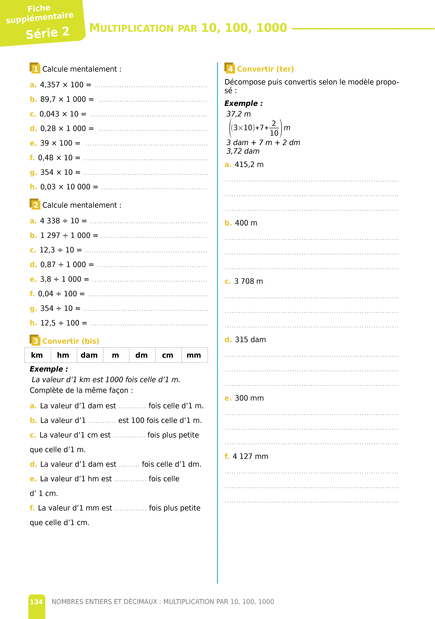 Fiche
supplémentaire
Série 2
MULTIPLICATION PAR 10, 100, 1000
1 Calcule mentalement :
a. 4,357 × 100 = ....................
b. 89,7 × 1 000 = ....................
c. 0,043 × 10 = ....................
d. 0,28 × 1 000 = ....................
e. 39 × 100 = ....................
f. 0,48 × 10 = ....................
g. 354 × 10 = ....................
h. 0,03 × 10 000 = ....................
2 Calcule mentalement :
a. 4 338 ÷ 10 = ....................
b. 1 297 ÷ 1 000 = ....................
c. 12,3 ÷ 10 = ....................
d. 0,87 ÷ 1 000 = ....................
e. 3,8 ÷ 1 000 = ....................
f. 0,04 ÷ 100 = ....................
g. 354 ÷ 10 = ....................
h. 12,5 ÷ 100 = ....................
3 Convertir (bis)
km hm dam m dm cm mm
Exemple :
La valeur d'1 km est 1000 fois celle d'1 m.
Complète de la même façon :
a. La valeur d'1 dam est ............ fois celle d'1 m.
b. La valeur d'1 ............ est 100 fois celle d'1 m.
c. La valeur d'1 cm est ............ fois plus petite
que celle d'1 m.
d. La valeur d'1 dam est ......... fois celle d'1 dm.
e. La valeur d'1 hm est ............ fois celle
d' 1 cm.
f. La valeur d'1 mm est ............ fois plus petite
que celle d'1 cm.
4 Convertir (ter)
Décompose puis convertis selon le modèle propo-
sé :
Exemple :
37,2 m
((3×10)+7+2/10) m
3 dam + 7 m + 2 dm
3,72 dam
a. 415,2 m
b. 400 m
c. 3 708 m
d. 315 dam
e. 300 mm
f. 4 127 mm
134 NOMBRES ENTIERS ET DÉCIMAUX : MULTIPLICATION PAR 10, 100, 1000